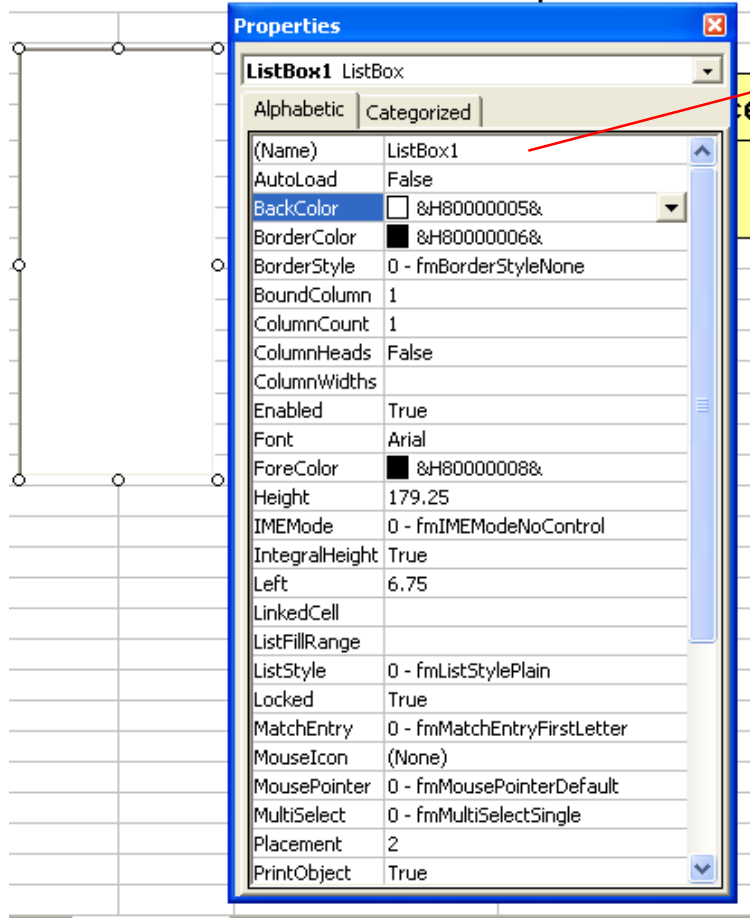 Properties
ListBox1 ListBox
Alphabetic Categorized
(Name) ListBox1
AutoLoad False
BackColor &H80000005&
BorderColor &H80000006&
BorderStyle 0 - fmBorderStyleNone
BoundColumn 1
ColumnCount 1
ColumnHeads False
ColumnWidths
Enabled True
Font Arial
ForeColor &H80000008&
Height 179.25
IMEMode 0 - fmIMEModeNoControl
IntegralHeight True
Left 6.75
LinkedCell
ListFillRange
ListStyle 0 - fmListStylePlain
Locked True
MatchEntry 0 - fmMatchEntryFirstLetter
MouseIcon (None)
MousePointer 0 - fmMousePointerDefault
MultiSelect 0 - fmMultiSelectSingle
Placement 2
PrintObject True